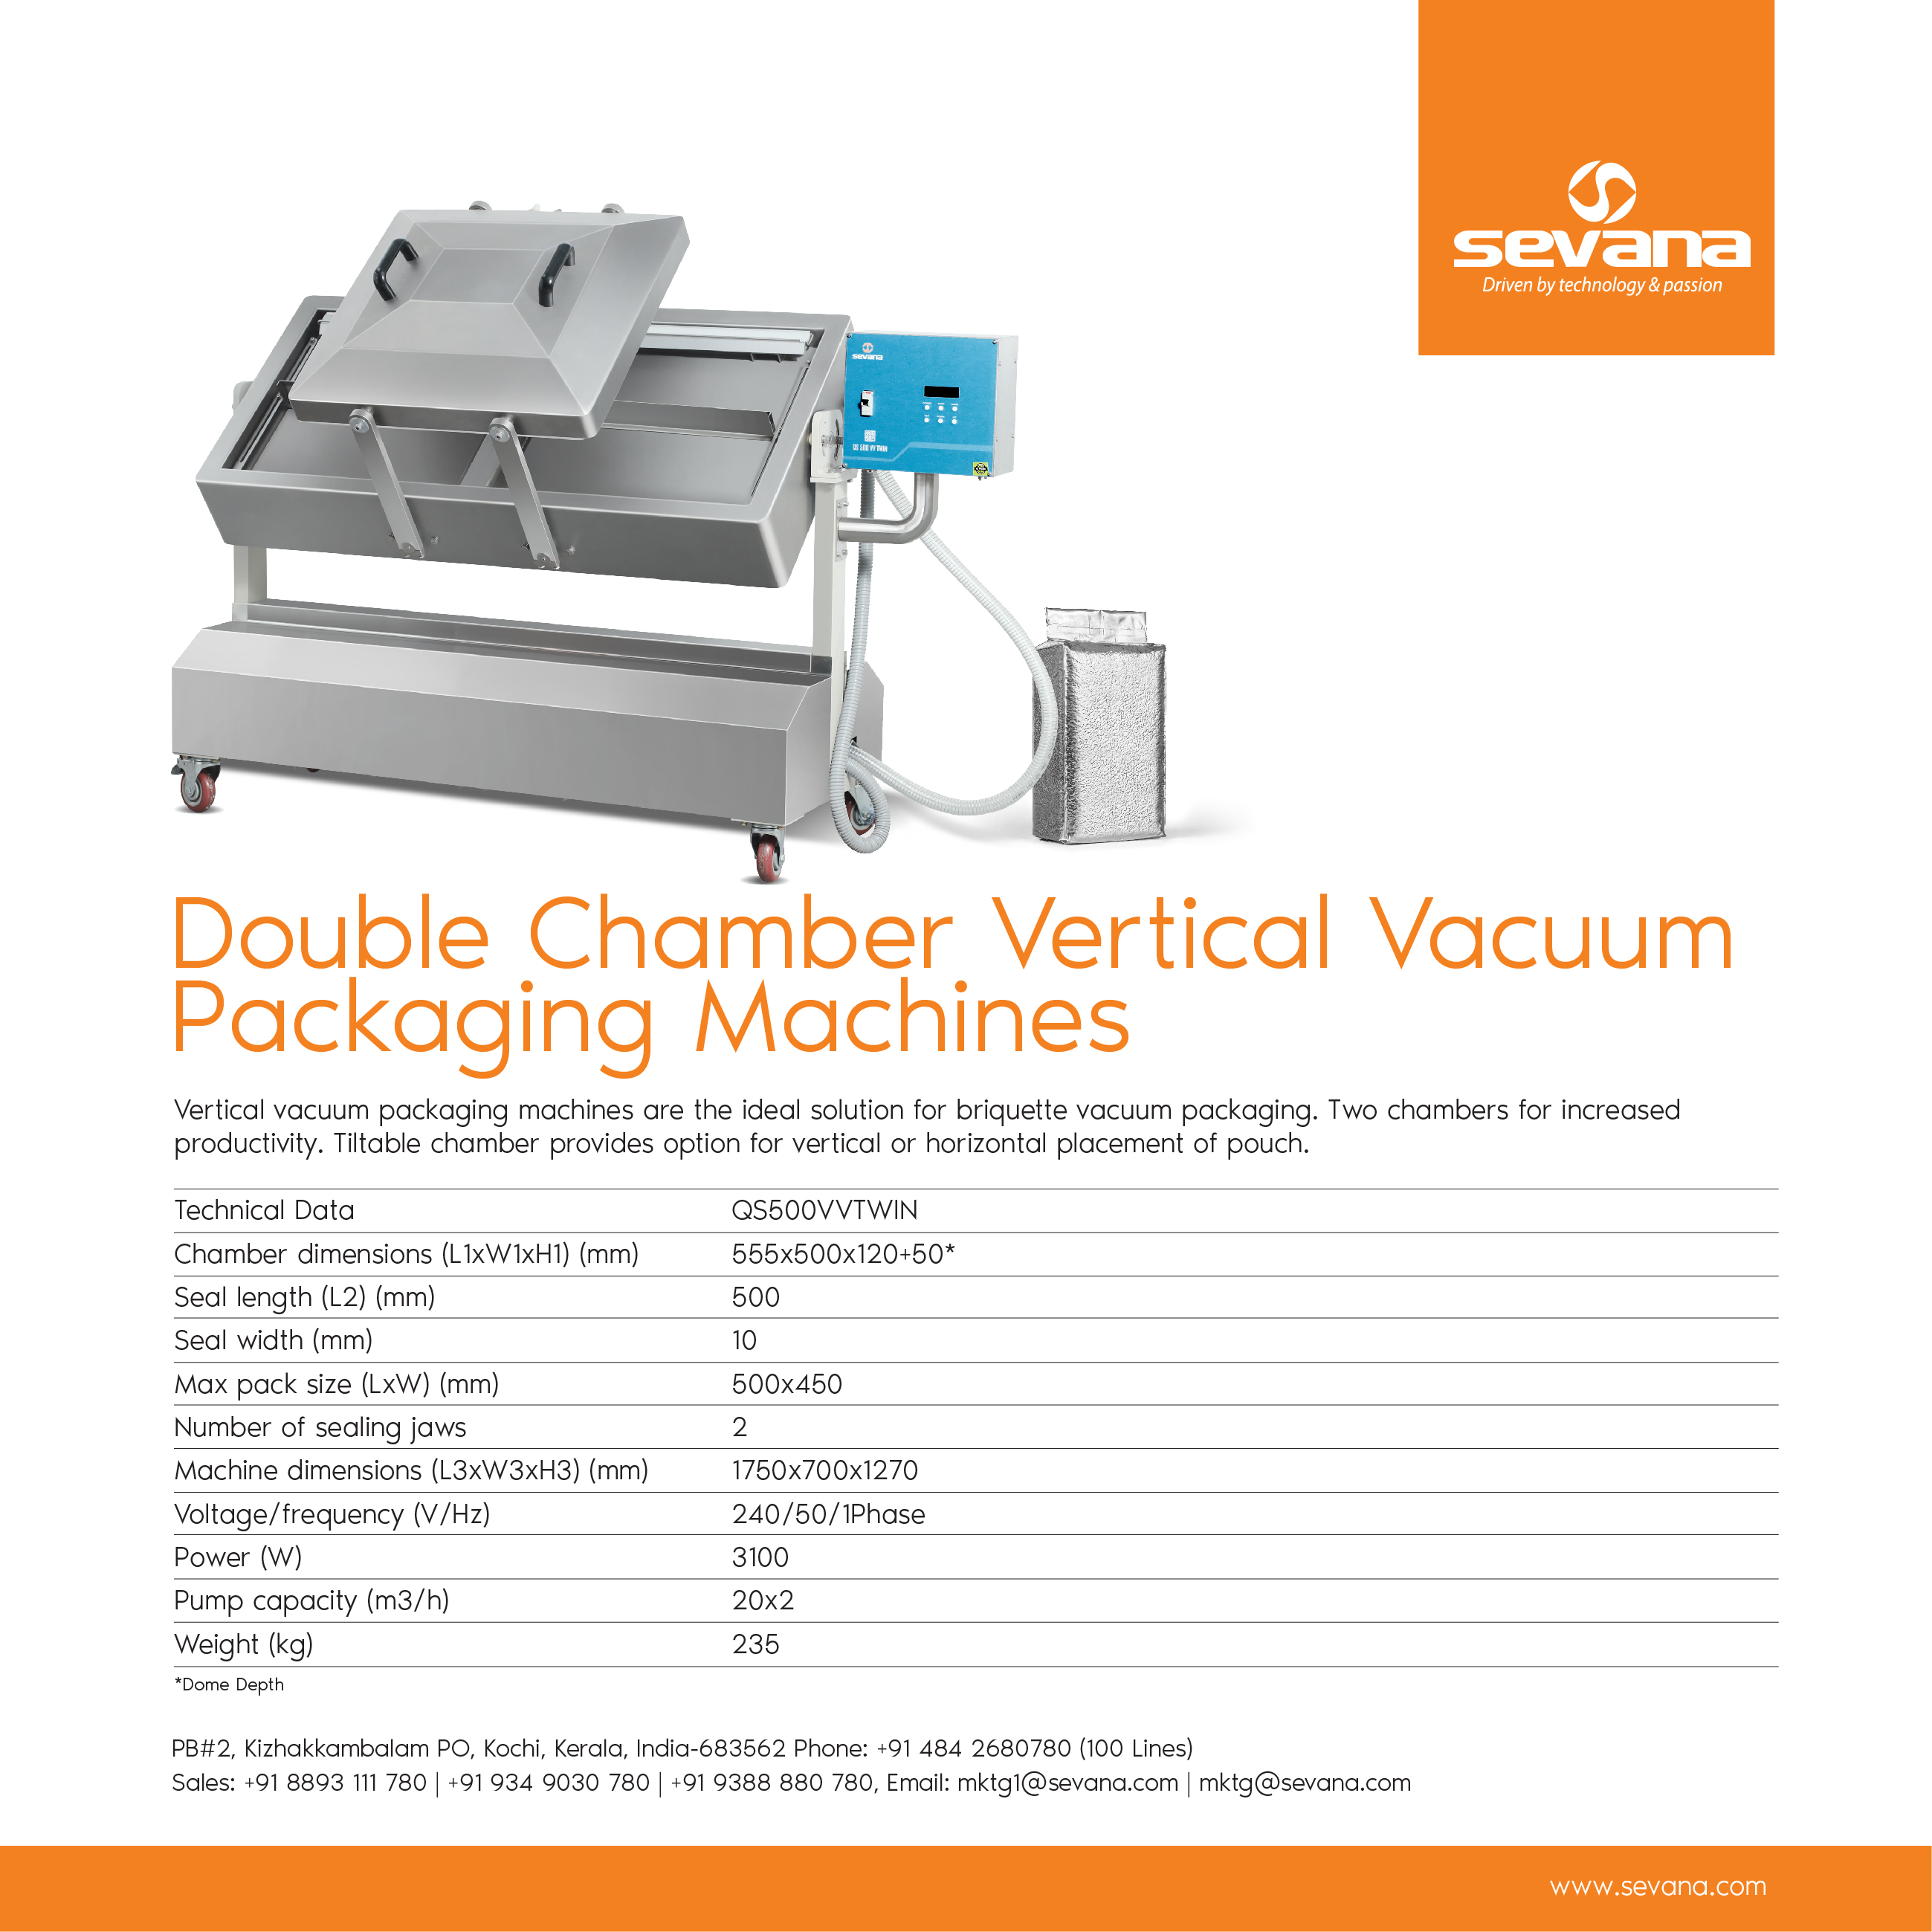 sevana
Driven by technology & passion
sevana
QS 500 VV TWIN
Double Chamber Vertical Vacuum
Packaging Machines
Vertical vacuum packaging machines are the ideal solution for briquette vacuum packaging. Two chambers for increased
productivity. Tiltable chamber provides option for vertical or horizontal placement of pouch.
Technical Data QS500VVTWIN
Chamber dimensions (L1xW1xH1) (mm) 555x500x120+50*
Seal length (L2) (mm) 500
Seal width (mm) 10
Max pack size (LxW) (mm) 500x450
Number of sealing jaws 2
Machine dimensions (L3xW3xH3) (mm) 1750x700x1270
Voltage/frequency (V/Hz) 240/50/1Phase
Power (W) 3100
Pump capacity (m3/h) 20x2
Weight (kg) 235
*Dome Depth
PB#2, Kizhakkambalam PO, Kochi, Kerala, India-683562 Phone: +91 484 2680780 (100 Lines)
Sales: +91 8893 111 780 | +91 934 9030 780 | +91 9388 880 780, Email: mktg1@sevana.com | mktg@sevana.com
www.sevana.com